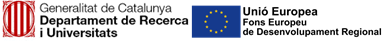 Generalitat de Catalunya
Departament de Recerca
i Universitats
Unió Europea
Fons Europeu
de Desenvolupament Regional